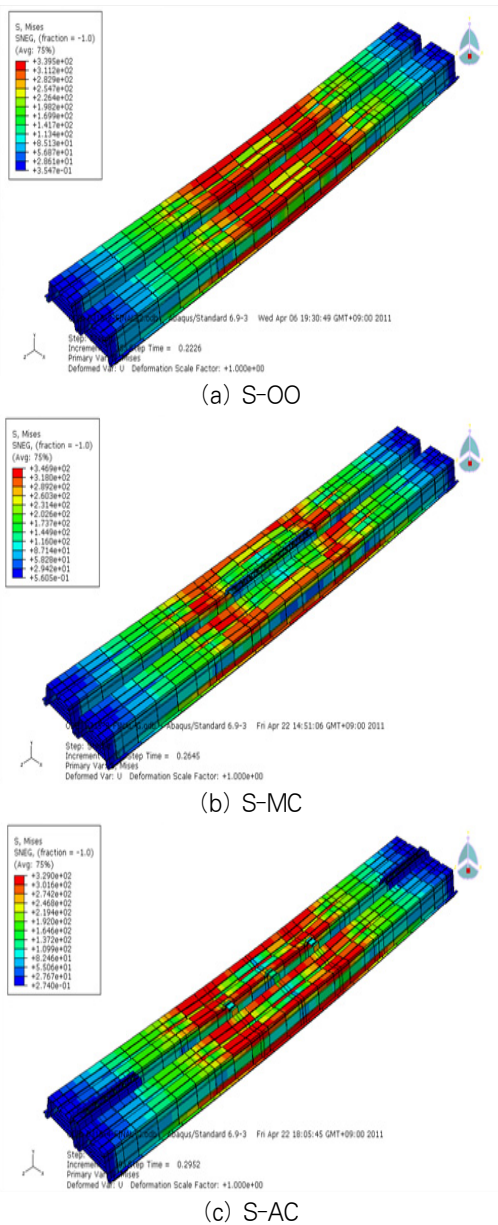 S, Mises
SNEG, (fraction = -1.0)
(Avg: 75%)
+3.395e+02
+3.112e+02
+2.829e+02
+2.547e+02
+2.264e+02
+1.982e+02
+1.699e+02
+1.417e+02
+1.134e+02
+8.513e+01
+5.687e+01
+2.861e+01
+3.547e-01
Abaqus/Standard 6.9-3 Wed Apr 06 19:30:49 GMT+09:00 2011
Step:
Increment Step Time = 0.2226
Primary Var: Mises
Deformed Var: U Deformation Scale Factor: +1.000e+00
Y
Z X
(a) S-OO
S, Mises
SNEG, (fraction = -1.0)
(Avg: 75%)
+3.469e+02
+3.180e+02
+2.892e+02
+2.603e+02
+2.314e+02
+2.026e+02
+1.737e+02
+1.449e+02
+1.160e+02
+8.714e+01
+5.828e+01
+2.942e+01
+5.605e-01
Abaqus/Standard 6.9-3 Fri Apr 22 14:51:06 GMT+09:00 2011
Step:
Increment Step Time = 0.2645
Primary Var: Mises
Deformed Var: U Deformation Scale Factor: +1.000e+00
Y
Z X
(b) S-MC
S, Mises
SNEG, (fraction = -1.0)
(Avg: 75%)
+3.290e+02
+3.016e+02
+2.742e+02
+2.468e+02
+2.194e+02
+1.920e+02
+1.646e+02
+1.372e+02
+1.099e+02
+8.246e+01
+5.506e+01
+2.767e+01
+2.740e-01
Abaqus/Standard 6.9-3 Fri Apr 22 18:05:45 GMT+09:00 2011
Step:
Increment Step Time = 0.2952
Primary Var: Mises
Deformed Var: U Deformation Scale Factor: +1.000e+00
Y
Z X
(c) S-AC